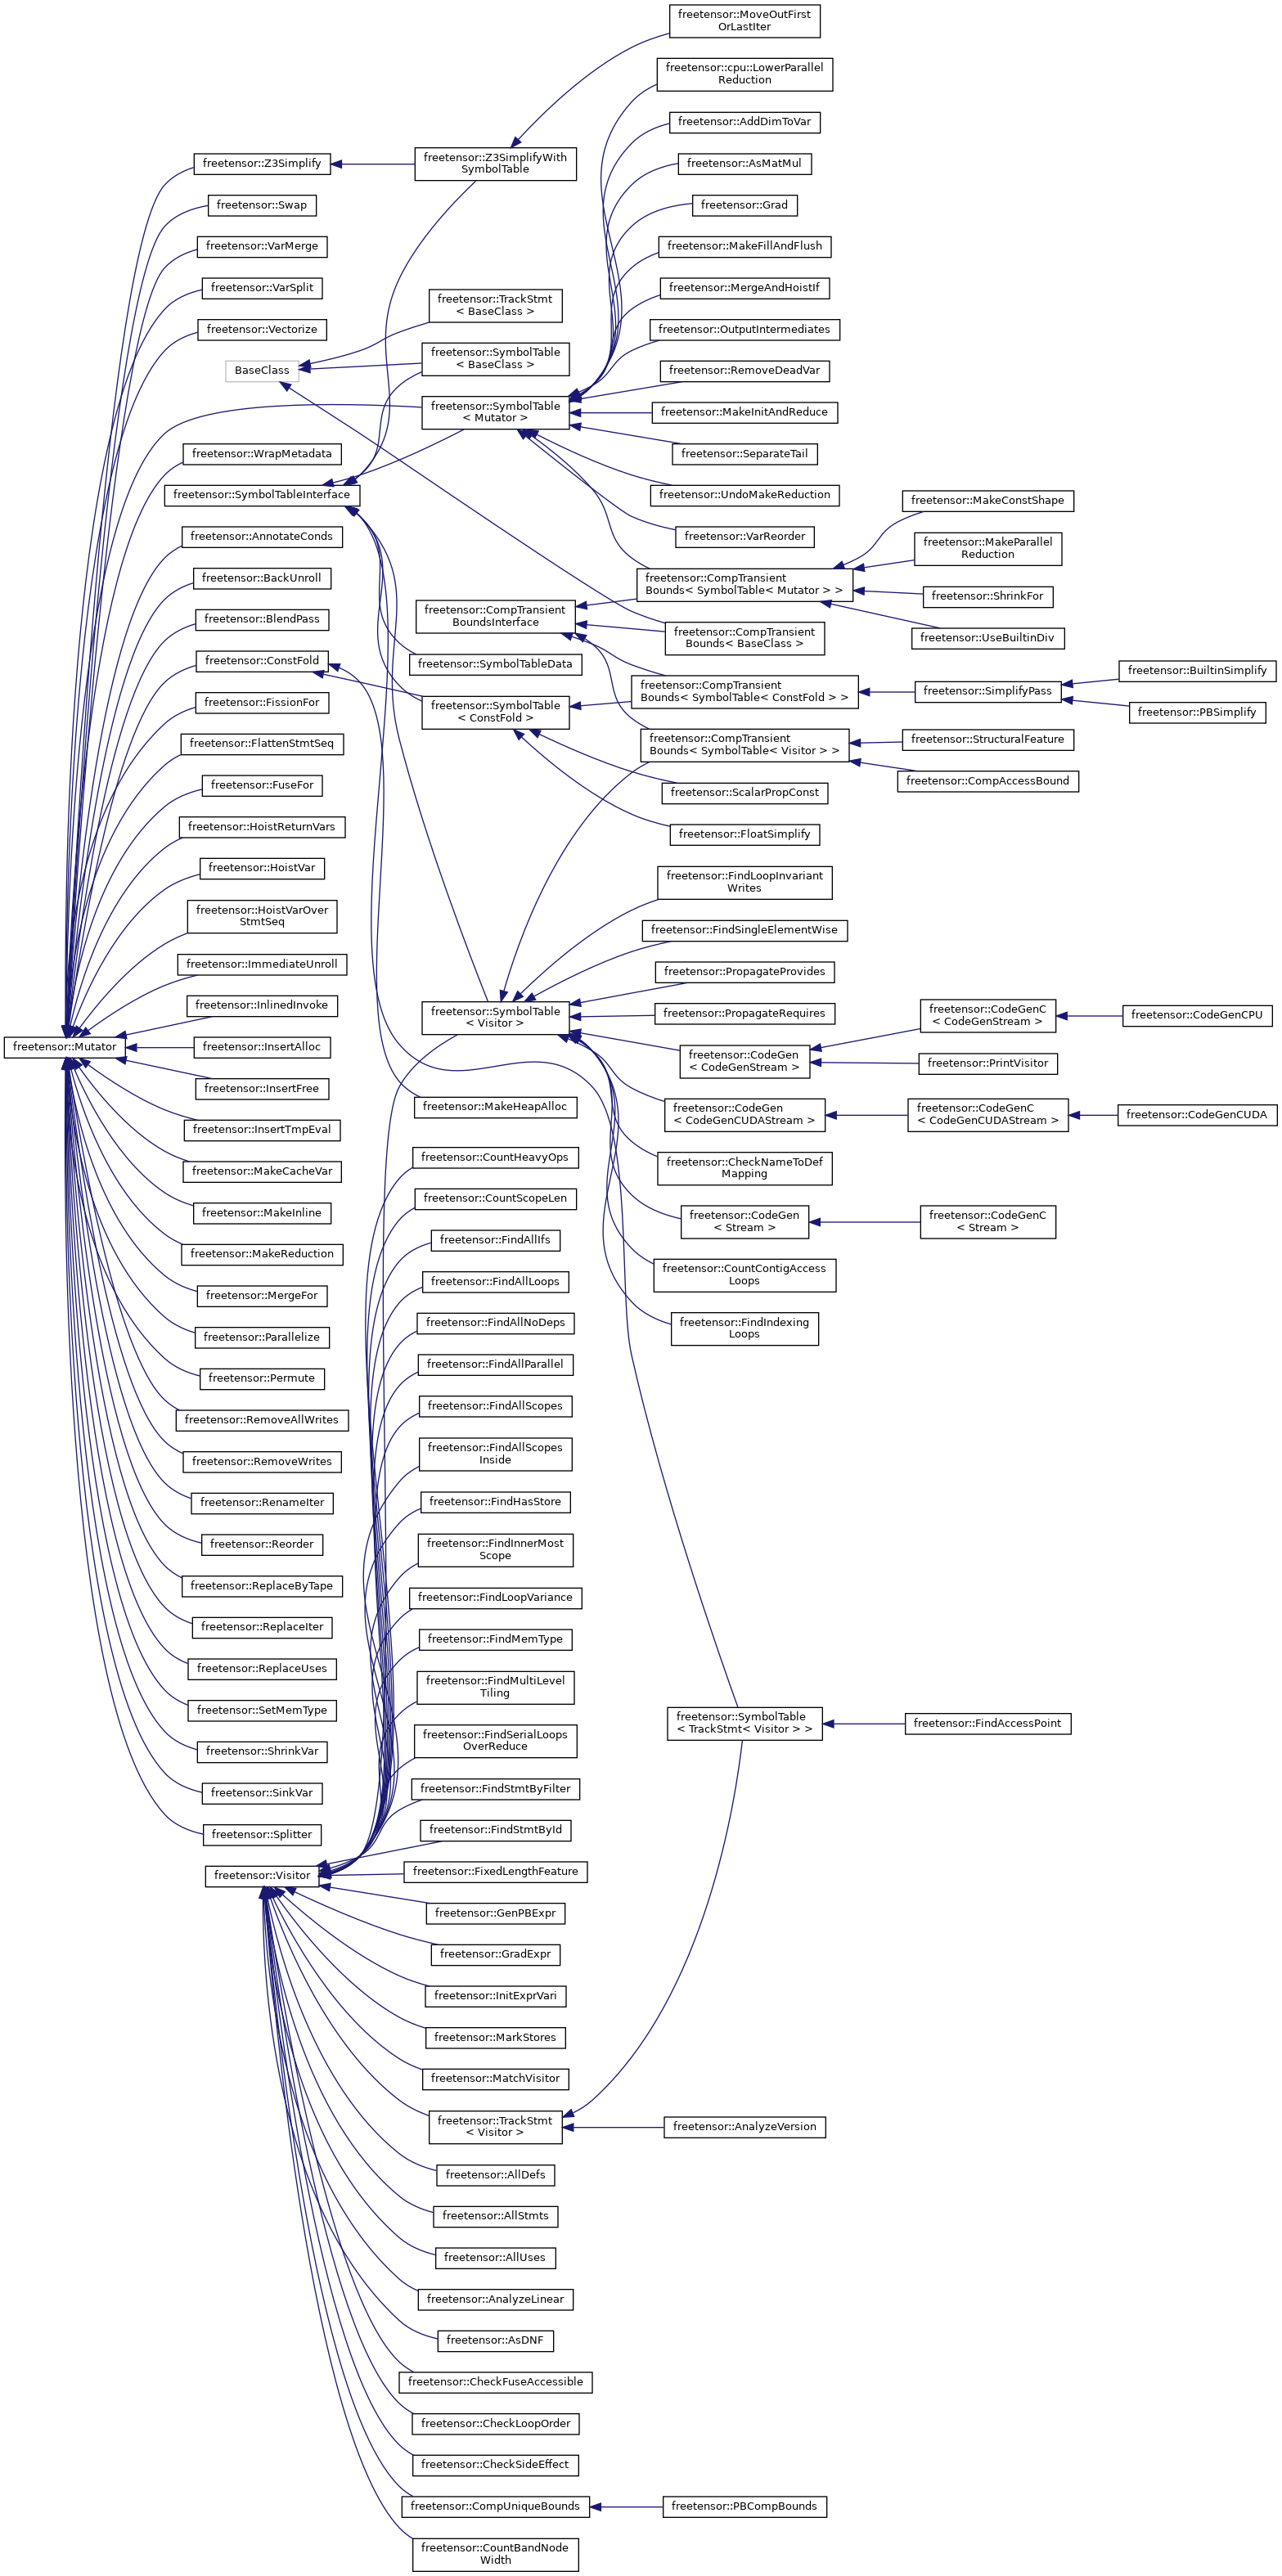 freetensor::MoveOutFirst
OrLastIter
freetensor::cpu::LowerParallel
Reduction
freetensor::AddDimToVar
freetensor::Z3Simplify
freetensor::Z3SimplifyWith
SymbolTable
freetensor::AsMatMul
freetensor::Swap
freetensor::Grad
freetensor::VarMerge
freetensor::MakeFillAndFlush
freetensor::VarSplit
freetensor::MergeAndHoistIf
freetensor::TrackStmt
< BaseClass >
freetensor::Vectorize
freetensor::OutputIntermediates
BaseClass
freetensor::SymbolTable
< BaseClass >
freetensor::RemoveDeadVar
freetensor::SymbolTable
< Mutator >
freetensor::MakeInitAndReduce
freetensor::WrapMetadata
freetensor::SeparateTail
freetensor::SymbolTableInterface
freetensor::UndoMakeReduction
freetensor::MakeConstShape
freetensor::AnnotateConds
freetensor::VarReorder
freetensor::MakeParallel
Reduction
freetensor::BackUnroll
freetensor::CompTransient
Bounds< SymbolTable< Mutator > >
freetensor::ShrinkFor
freetensor::BlendPass
freetensor::CompTransient
BoundsInterface
freetensor::CompTransient
Bounds< BaseClass >
freetensor::UseBuiltinDiv
freetensor::ConstFold
freetensor::SymbolTableData
freetensor::BuiltinSimplify
freetensor::FissionFor
freetensor::SymbolTable
< ConstFold >
freetensor::CompTransient
Bounds< SymbolTable< ConstFold > >
freetensor::SimplifyPass
freetensor::PBSimplify
freetensor::FlattenStmtSeq
freetensor::CompTransient
Bounds< SymbolTable< Visitor > >
freetensor::StructuralFeature
freetensor::FuseFor
freetensor::ScalarPropConst
freetensor::CompAccessBound
freetensor::HoistReturnVars
freetensor::FloatSimplify
freetensor::HoistVar
freetensor::FindLoopInvariant
Writes
freetensor::HoistVarOver
StmtSeq
freetensor::FindSingleElementWise
freetensor::ImmediateUnroll
freetensor::PropagateProvides
freetensor::InlinedInvoke
freetensor::SymbolTable
< Visitor >
freetensor::PropagateRequires
freetensor::CodeGenC
< CodeGenStream >
freetensor::CodeGenCPU
freetensor::Mutator
freetensor::InsertAlloc
freetensor::CodeGen
< CodeGenStream >
freetensor::PrintVisitor
freetensor::InsertFree
freetensor::MakeHeapAlloc
freetensor::CodeGen
< CodeGenCUDAStream >
freetensor::CodeGenC
< CodeGenCUDAStream >
freetensor::CodeGenCUDA
freetensor::InsertTmpEval
freetensor::CountHeavyOps
freetensor::CheckNameToDef
Mapping
freetensor::MakeCacheVar
freetensor::CountScopeLen
freetensor::MakeInline
freetensor::CodeGen
< Stream >
freetensor::CodeGenC
< Stream >
freetensor::FindAllIfs
freetensor::MakeReduction
freetensor::FindAllLoops
freetensor::CountContigAccess
Loops
freetensor::MergeFor
freetensor::FindAllNoDeps
freetensor::FindIndexing
Loops
freetensor::Parallelize
freetensor::FindAllParallel
freetensor::Permute
freetensor::FindAllScopes
freetensor::RemoveAllWrites
freetensor::FindAllScopes
Inside
freetensor::RemoveWrites
freetensor::FindHasStore
freetensor::RenameIter
freetensor::FindInnerMost
Scope
freetensor::Reorder
freetensor::FindLoopVariance
freetensor::ReplaceByTape
freetensor::FindMemType
freetensor::ReplaceIter
freetensor::FindMultiLevel
Tiling
freetensor::ReplaceUses
freetensor::SymbolTable
< TrackStmt< Visitor > >
freetensor::FindAccessPoint
freetensor::SetMemType
freetensor::FindSerialLoops
OverReduce
freetensor::ShrinkVar
freetensor::FindStmtByFilter
freetensor::SinkVar
freetensor::FindStmtById
freetensor::Splitter
freetensor::Visitor
freetensor::FixedLengthFeature
freetensor::GenPBExpr
freetensor::GradExpr
freetensor::InitExprVari
freetensor::MarkStores
freetensor::MatchVisitor
freetensor::TrackStmt
< Visitor >
freetensor::AnalyzeVersion
freetensor::AllDefs
freetensor::AllStmts
freetensor::AllUses
freetensor::AnalyzeLinear
freetensor::AsDNF
freetensor::CheckFuseAccessible
freetensor::CheckLoopOrder
freetensor::CheckSideEffect
freetensor::CompUniqueBounds
freetensor::PBCompBounds
freetensor::CountBandNode
Width